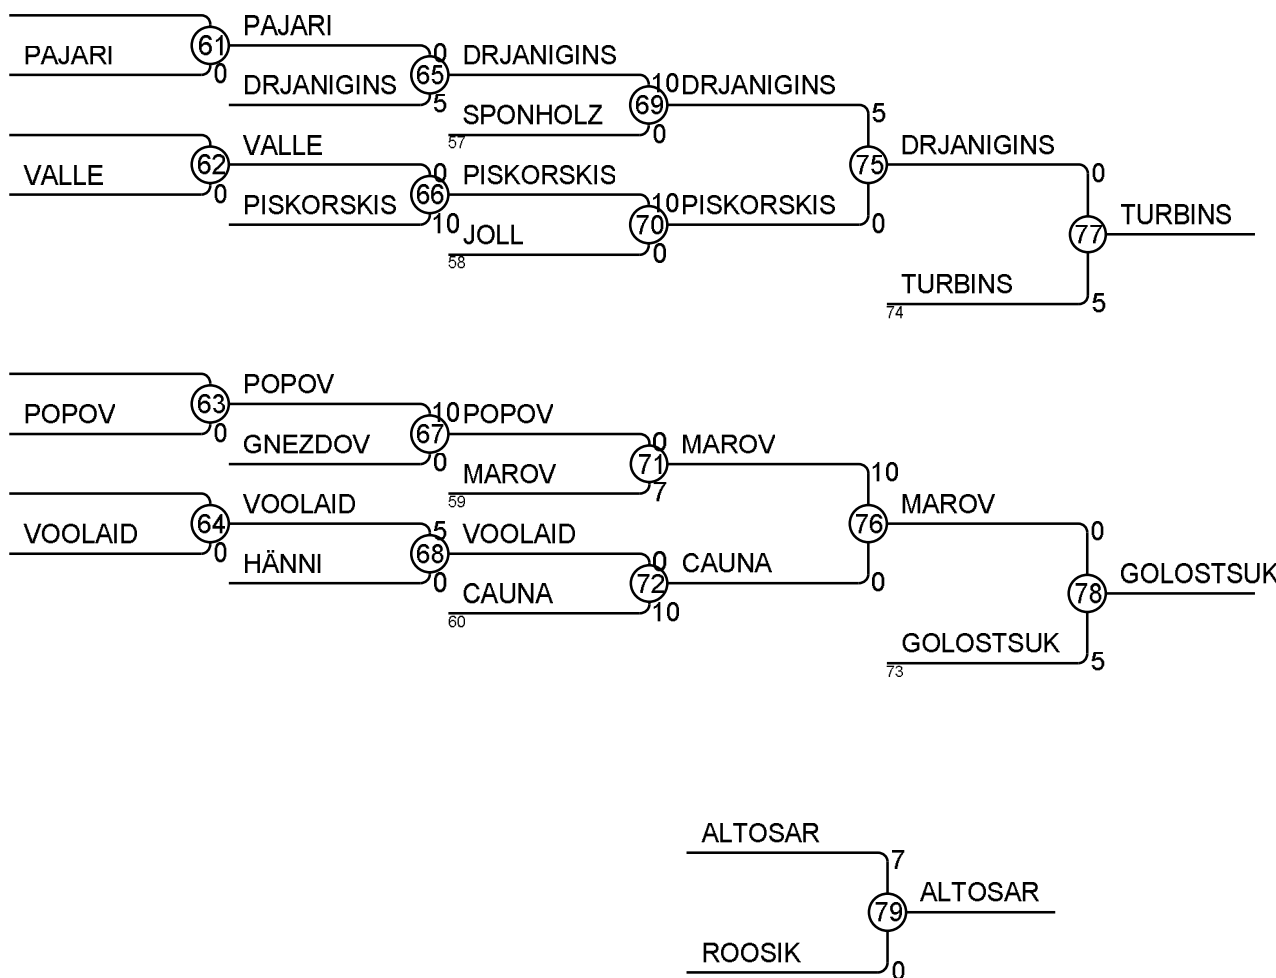 PAJARI
61
PAJARI
0
DRJANIGINS
0
65
5
DRJANIGINS
SPONHOLZ
57
10
69
0
DRJANIGINS
VALLE
62
VALLE
0
PISKORSKIS
0
66
10
PISKORSKIS
JOLL
58
10
70
0
PISKORSKIS
5
75
0
DRJANIGINS
TURBINS
74
0
77
5
TURBINS
POPOV
63
POPOV
0
GNEZDOV
10
67
0
POPOV
MAROV
59
0
71
7
MAROV
VOOLAID
64
VOOLAID
0
HÄNNI
5
68
0
VOOLAID
CAUNA
60
0
72
10
CAUNA
10
76
0
MAROV
GOLOSTSUK
73
0
78
5
GOLOSTSUK
ALTOSAR
7
79
ALTOSAR
ROOSIK
0